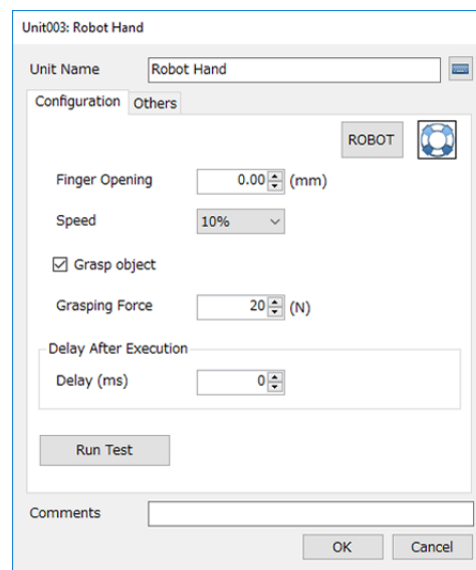 Unit003: Robot Hand
Unit Name Robot Hand
Configuration Others
ROBOT
Finger Opening 0.00 (mm)
Speed 10%
Grasp object
Grasping Force 20 (N)
Delay After Execution
Delay (ms) 0
Run Test
Comments
OK Cancel